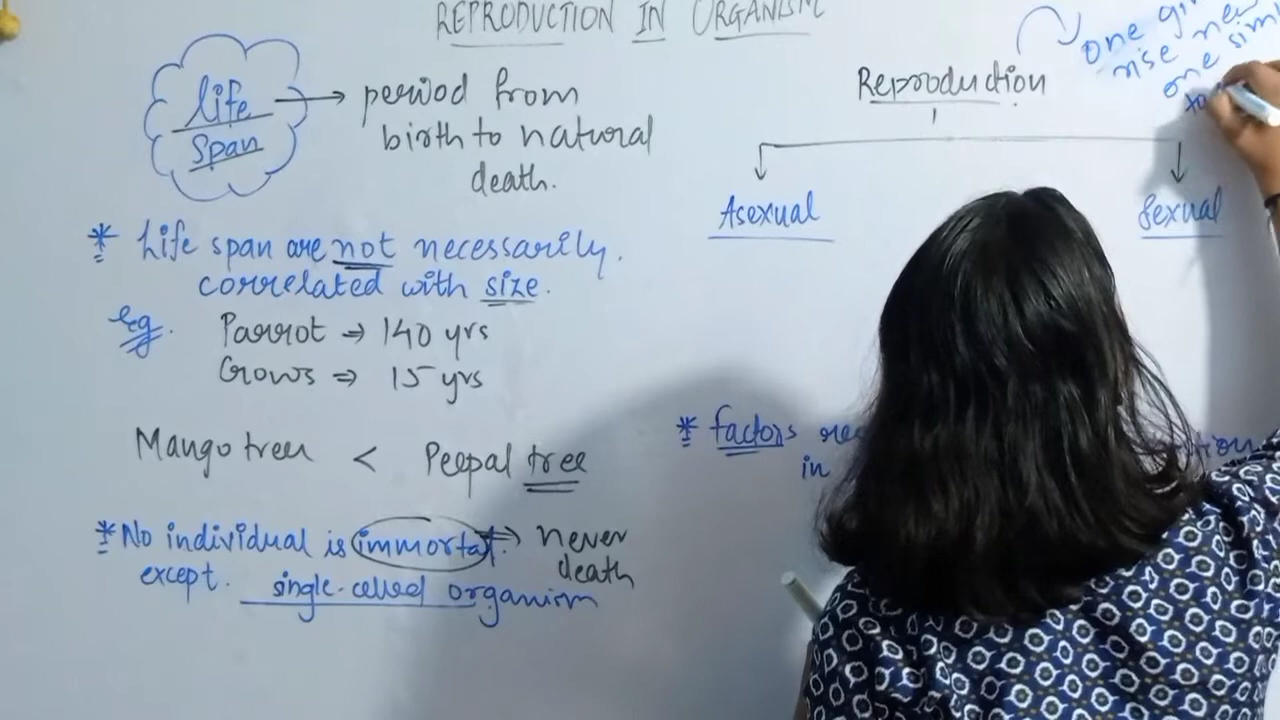 REPRODUCTION IN ORGANISM
life span → period from
birth to natural
death.
* Life span are not necessarily.
correlated with size.
eg. Parrot ⇒ 140 yrs
Crows ⇒ 15 yrs
Mango tree < Peepal tree
* No individual is immortal. ⇒ never
death
except. single-celled organism
one
rise new
one
Reproduction
Asexual
Sexual
* factors
in